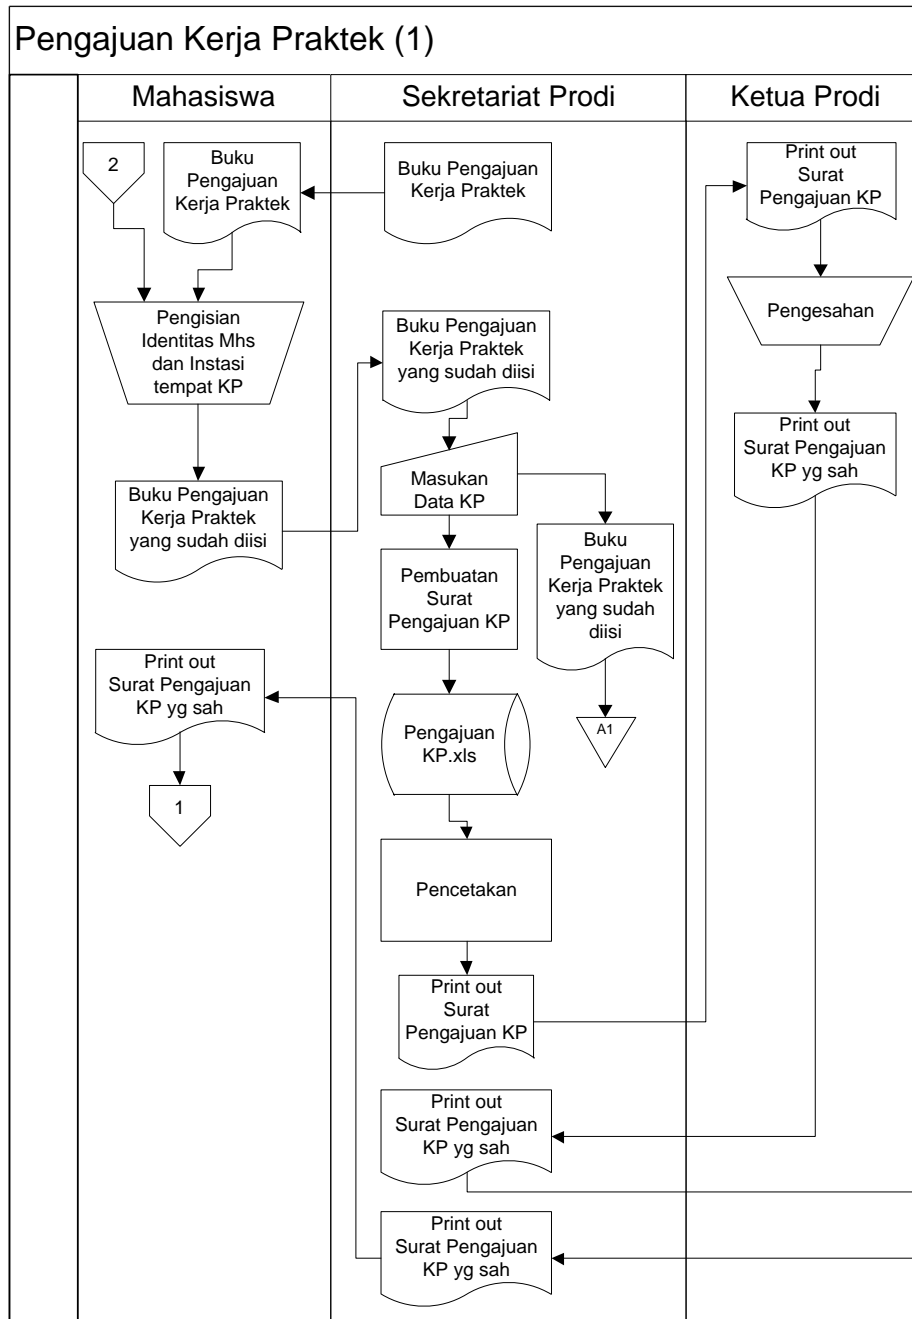 Pengajuan Kerja Praktek (1)
Mahasiswa
Sekretariat Prodi
Ketua Prodi
2
Buku
Pengajuan
Kerja Praktek
Pengisian
Identitas Mhs
dan Instasi
tempat KP
Buku Pengajuan
Kerja Praktek
yang sudah diisi
Print out
Surat Pengajuan
KP yg sah
1
Buku Pengajuan
Kerja Praktek
Buku Pengajuan
Kerja Praktek
yang sudah diisi
Masukan
Data KP
Buku
Pengajuan
Kerja Praktek
yang sudah
diisi
A1
Pembuatan
Surat
Pengajuan KP
Pengajuan
KP.xls
Pencetakan
Print out
Surat
Pengajuan KP
Print out
Surat Pengajuan
KP yg sah
Print out
Surat Pengajuan
KP yg sah
Print out
Surat
Pengajuan KP
Pengesahan
Print out
Surat Pengajuan
KP yg sah